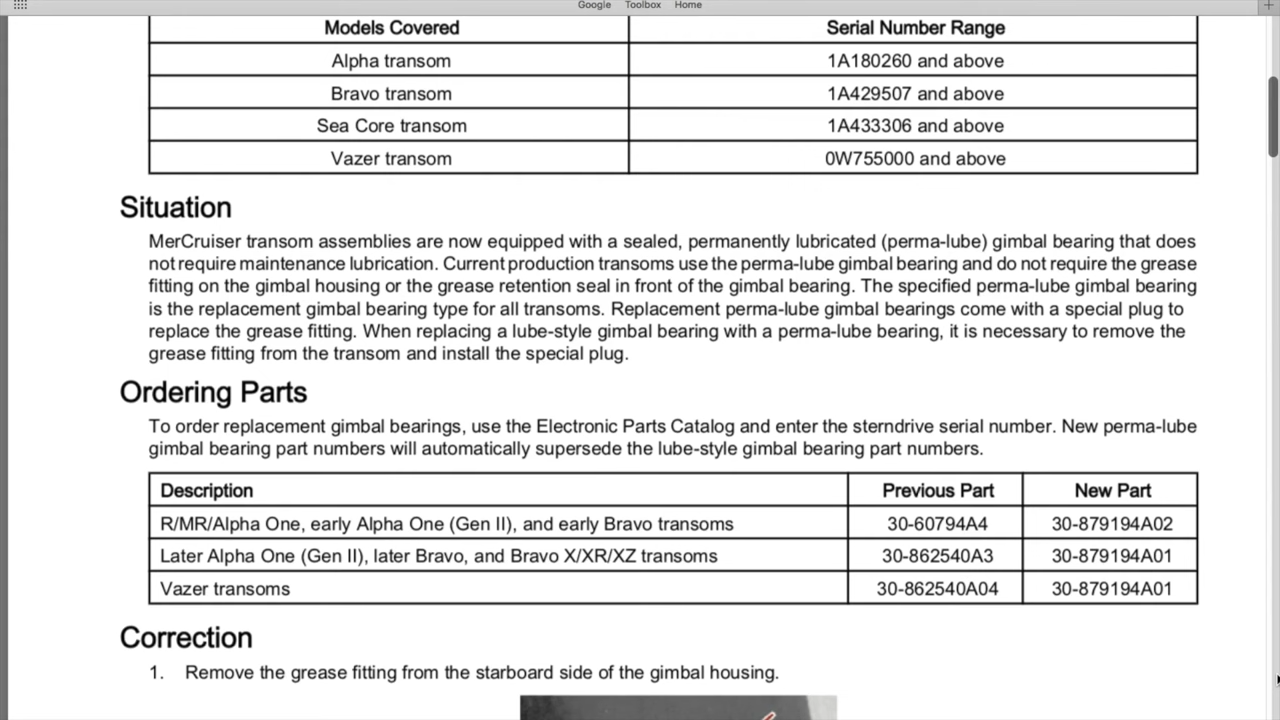 Google Toolbox Home
Models Covered Serial Number Range
Alpha transom 1A180260 and above
Bravo transom 1A429507 and above
Sea Core transom 1A433306 and above
Vazer transom 0W755000 and above
Situation
MerCruiser transom assemblies are now equipped with a sealed, permanently lubricated (perma-lube) gimbal bearing that does
not require maintenance lubrication. Current production transoms use the perma-lube gimbal bearing and do not require the grease
fitting on the gimbal housing or the grease retention seal in front of the gimbal bearing. The specified perma-lube gimbal bearing
is the replacement gimbal bearing type for all transoms. Replacement perma-lube gimbal bearings come with a special plug to
replace the grease fitting. When replacing a lube-style gimbal bearing with a perma-lube bearing, it is necessary to remove the
grease fitting from the transom and install the special plug.
Ordering Parts
To order replacement gimbal bearings, use the Electronic Parts Catalog and enter the sterndrive serial number. New perma-lube
gimbal bearing part numbers will automatically supersede the lube-style gimbal bearing part numbers.
Description Previous Part New Part
R/MR/Alpha One, early Alpha One (Gen II), and early Bravo transoms 30-60794A4 30-879194A02
Later Alpha One (Gen II), later Bravo, and Bravo X/XR/XZ transoms 30-862540A3 30-879194A01
Vazer transoms 30-862540A04 30-879194A01
Correction
1. Remove the grease fitting from the starboard side of the gimbal housing.